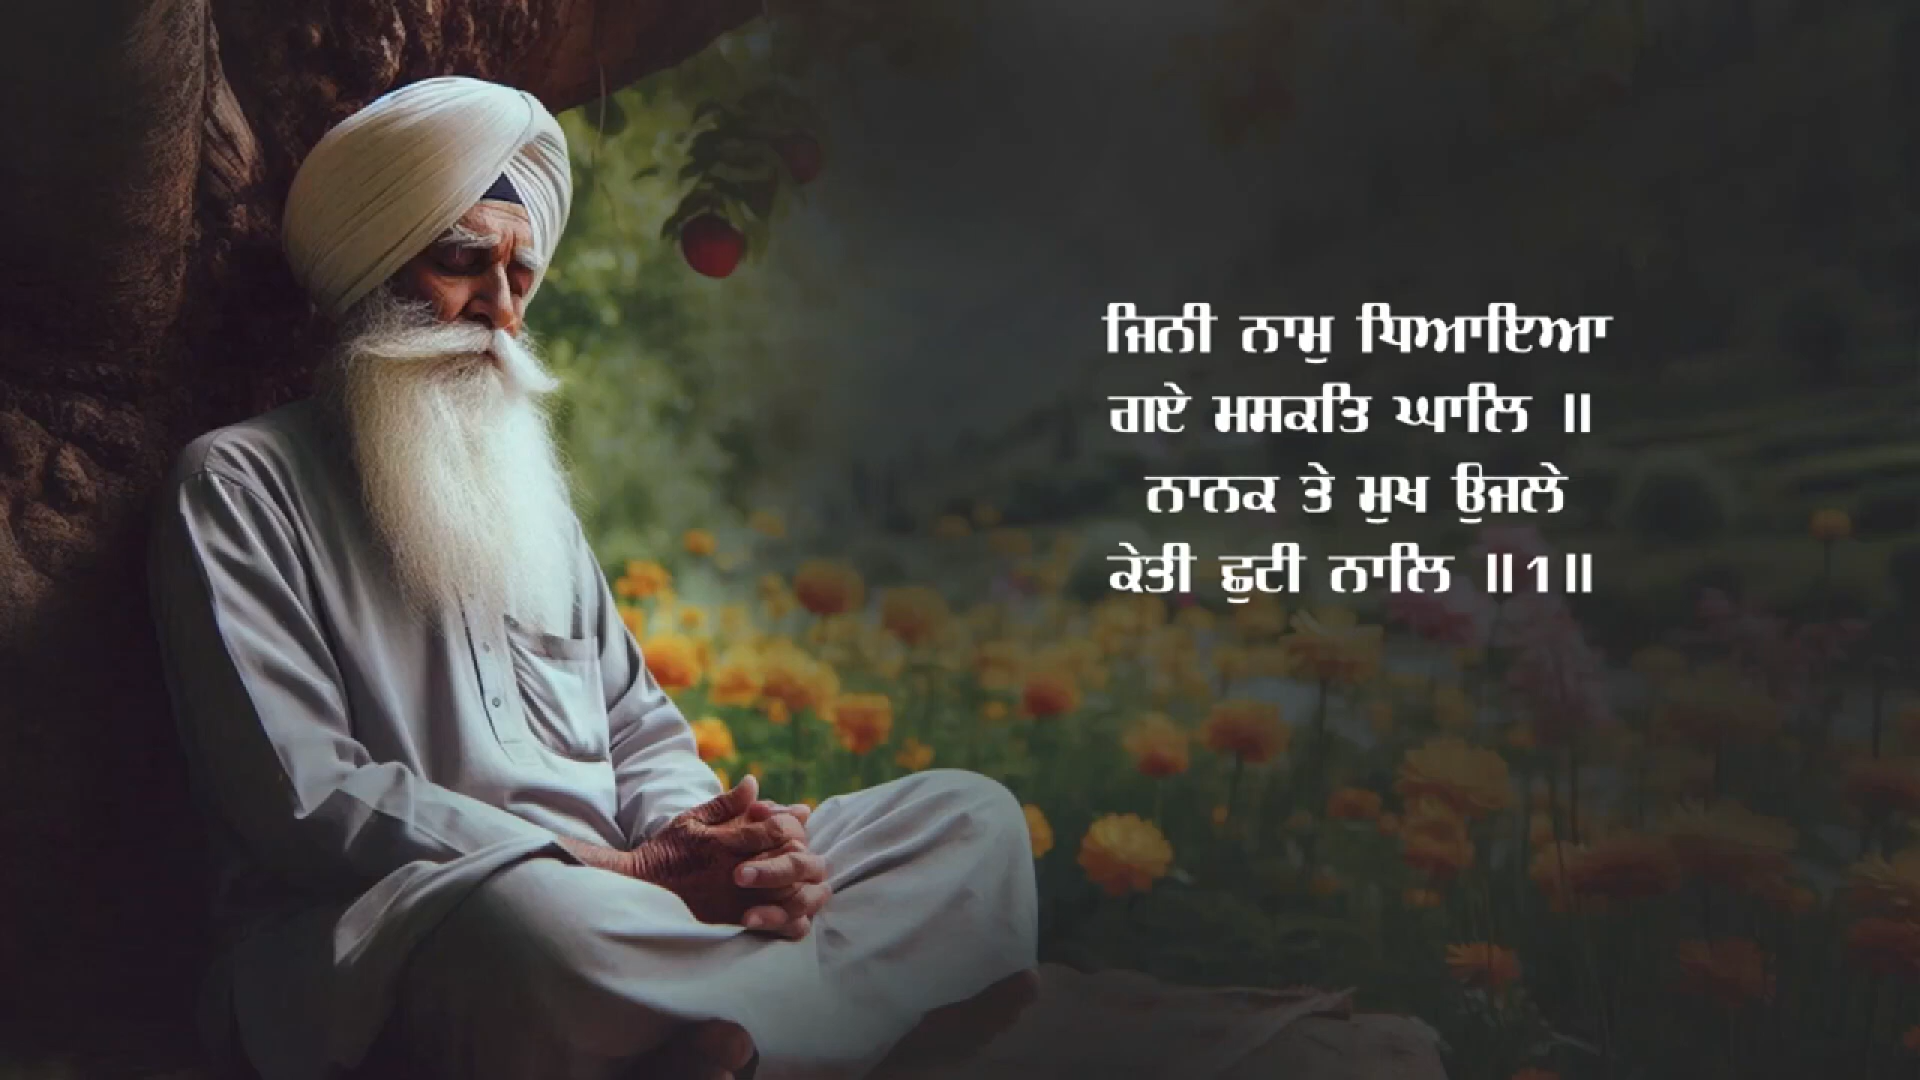 ਜਿਨੀ ਨਾਮੁ ਧਿਆਇਆ
ਗਏ ਮਸਕਤਿ ਘਾਲਿ ॥
ਨਾਨਕ ਤੇ ਮੁਖ ਉਜਲੇ
ਕੇਤੀ ਛੁਟੀ ਨਾਲਿ ॥1॥